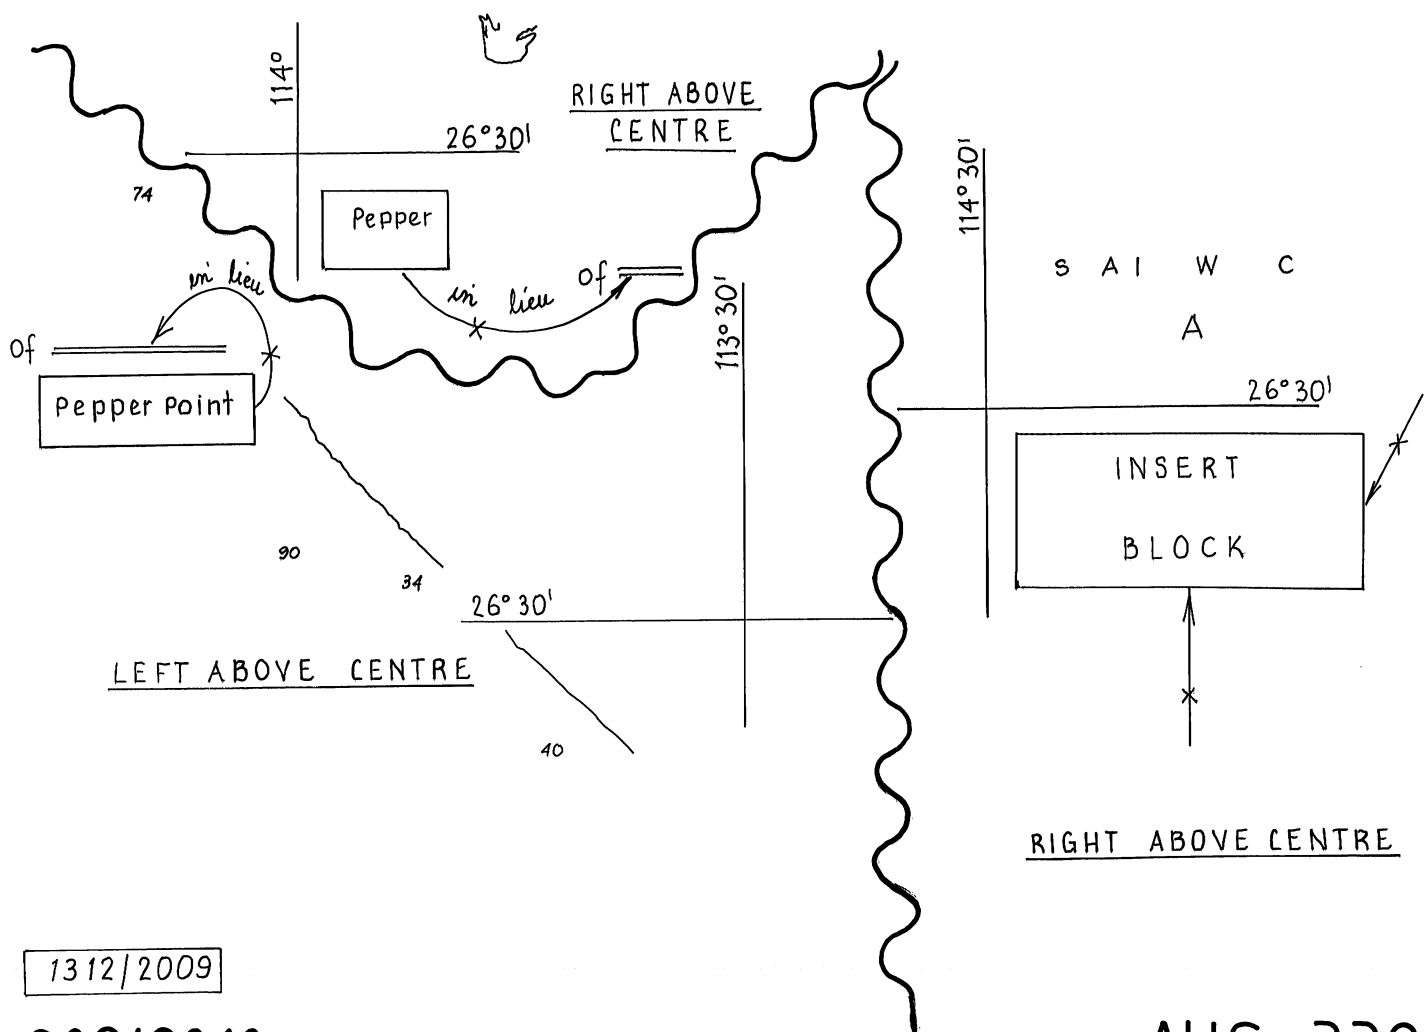 114°
RIGHT ABOVE
CENTRE
26°30'
74
Pepper
in lieu
Of
in lieu
Of
Pepper Point
113°30'
90
34
26°30'
LEFT ABOVE CENTRE
40
114°30'
S A I W C
A
26°30'
INSERT
BLOCK
RIGHT ABOVE CENTRE
1312/2009